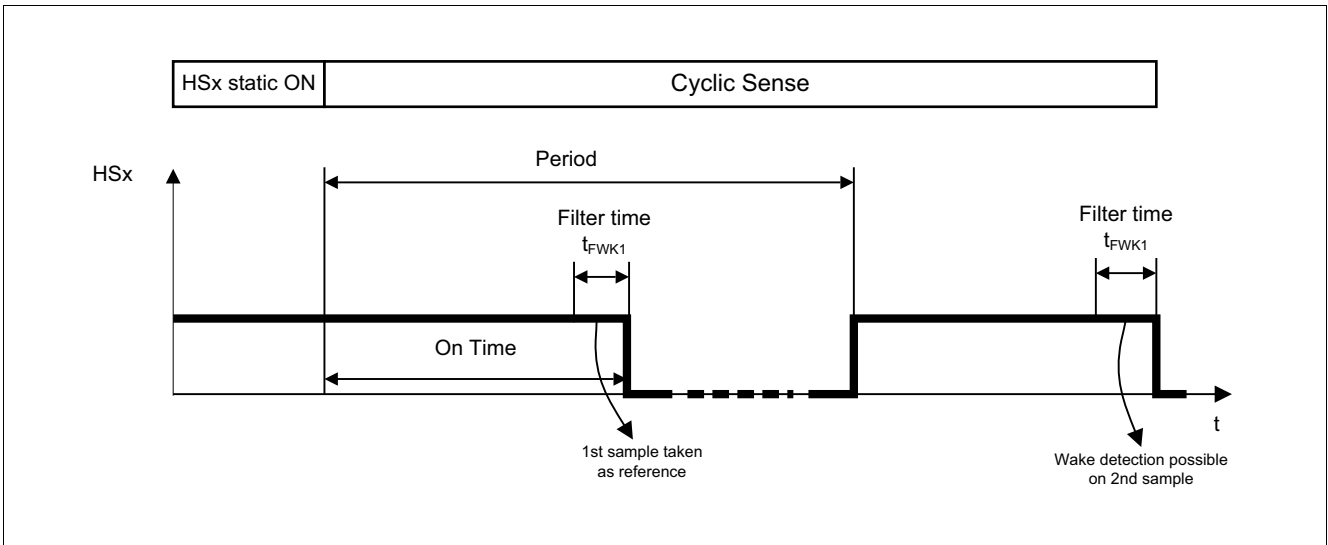 HSx static ON
Cyclic Sense
Period
HSx
Filter time
tFWK1
Filter time
tFWK1
On Time
t
1st sample taken
as reference
Wake detection possible
on 2nd sample